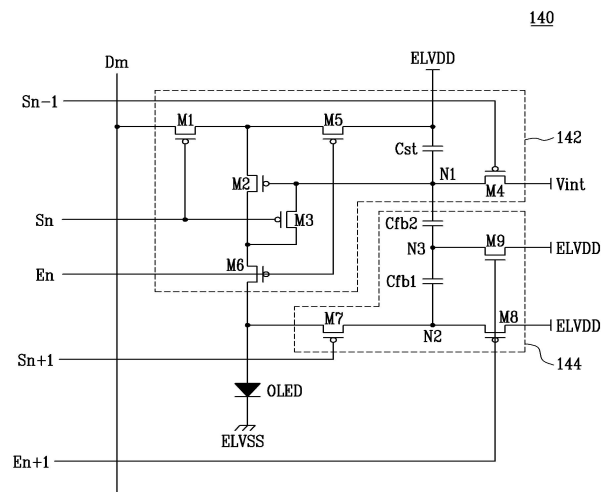 140
Dm
ELVDD
Sn-1
M1
M5
142
Cst
M2
N1
M4
Vint
Sn
M3
Cfb2
M6
N3
M9
ELVDD
En
Cfb1
M7
M8
ELVDD
N2
Sn+1
144
OLED
ELVSS
En+1